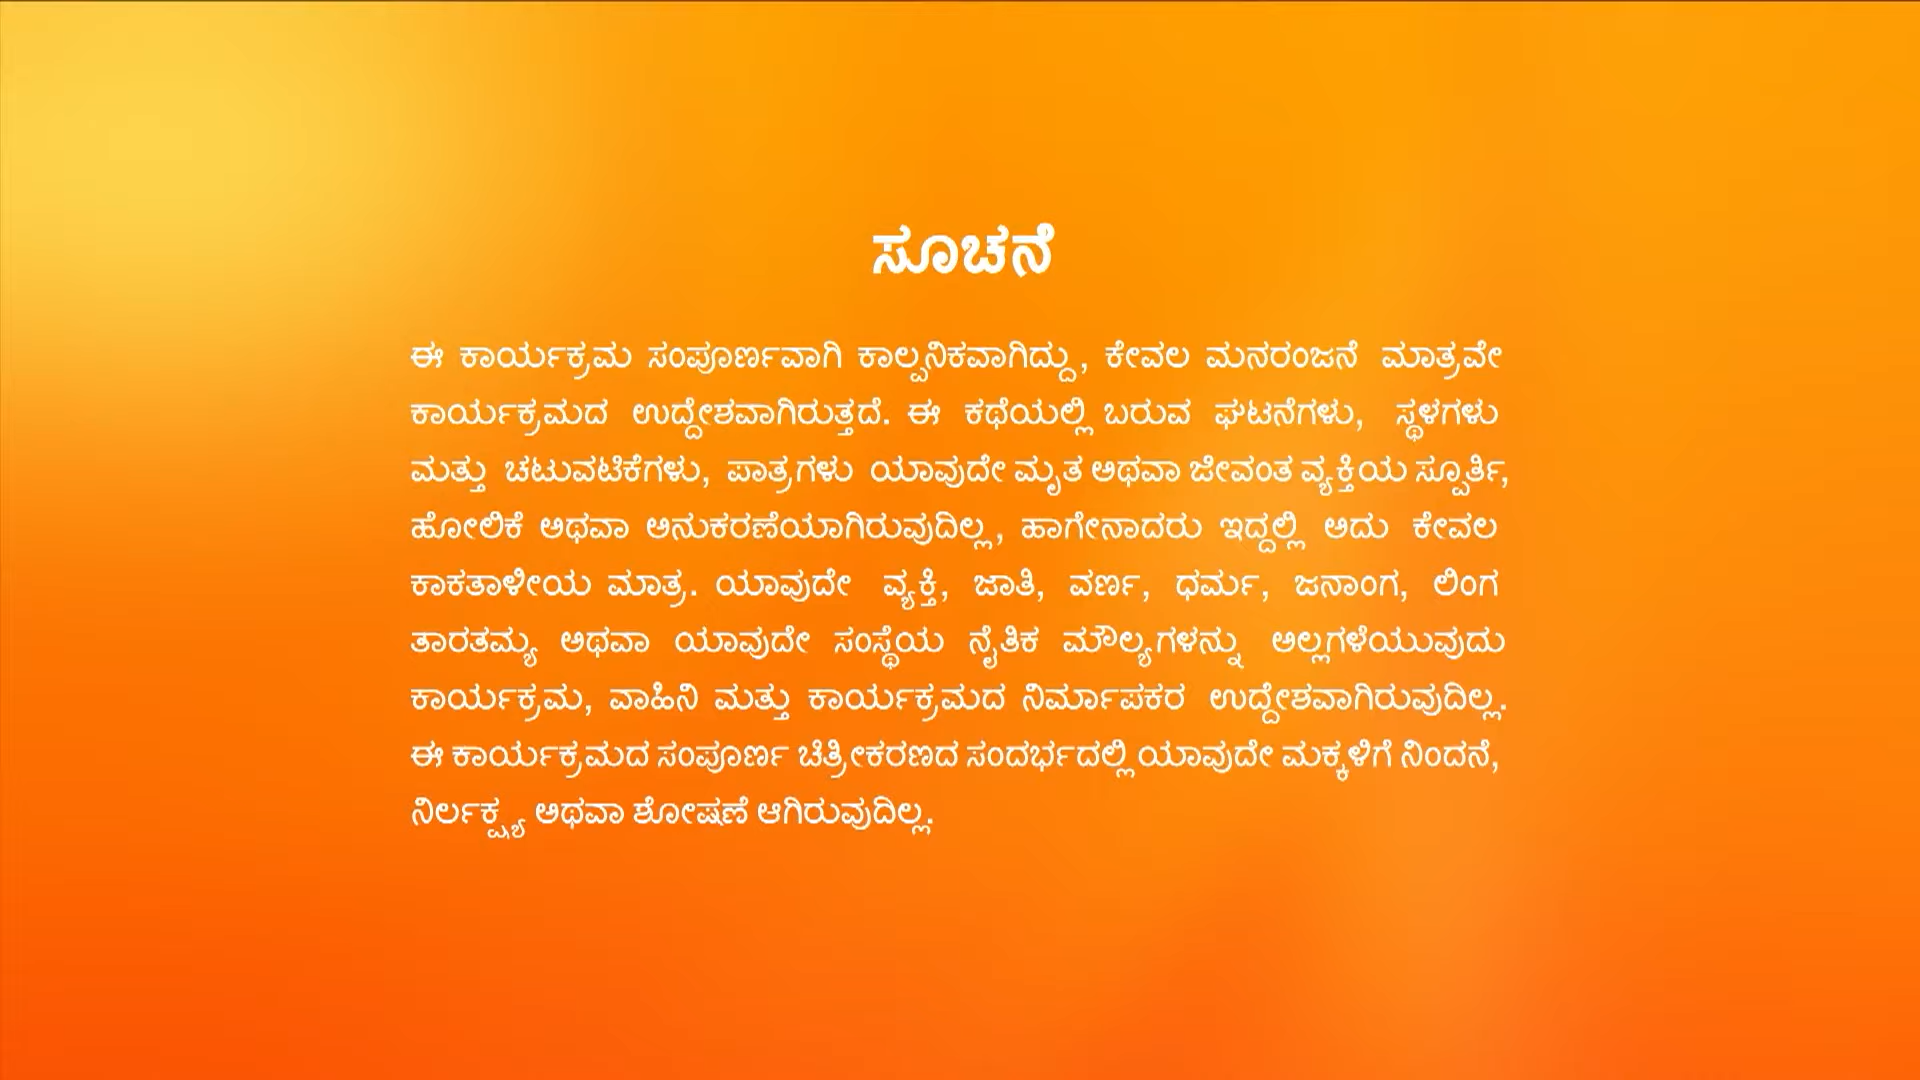 ಸೂಚನೆ
ಈ ಕಾರ್ಯಕ್ರಮ ಸಂಪೂರ್ಣವಾಗಿ ಕಾಲ್ಪನಿಕವಾಗಿದ್ದು, ಕೇವಲ ಮನರಂಜನೆ ಮಾತ್ರವೇ
ಕಾರ್ಯಕ್ರಮದ ಉದ್ದೇಶವಾಗಿರುತ್ತದೆ. ಈ ಕಥೆಯಲ್ಲಿ ಬರುವ ಘಟನೆಗಳು, ಸ್ಥಳಗಳು
ಮತ್ತು ಚಟುವಟಿಕೆಗಳು, ಪಾತ್ರಗಳು ಯಾವುದೇ ಮೃತ ಅಥವಾ ಜೀವಂತ ವ್ಯಕ್ತಿಯ ಸ್ಪೂರ್ತಿ,
ಹೋಲಿಕೆ ಅಥವಾ ಅನುಕರಣೆಯಾಗಿರುವುದಿಲ್ಲ, ಹಾಗೇನಾದರು ಇದ್ದಲ್ಲಿ ಅದು ಕೇವಲ
ಕಾಕತಾಳೀಯ ಮಾತ್ರ. ಯಾವುದೇ ವ್ಯಕ್ತಿ, ಜಾತಿ, ವರ್ಣ, ಧರ್ಮ, ಜನಾಂಗ, ಲಿಂಗ
ತಾರತಮ್ಯ ಅಥವಾ ಯಾವುದೇ ಸಂಸ್ಥೆಯ ನೈತಿಕ ಮೌಲ್ಯಗಳನ್ನು ಅಲ್ಲಗಳೆಯುವುದು
ಕಾರ್ಯಕ್ರಮ, ವಾಹಿನಿ ಮತ್ತು ಕಾರ್ಯಕ್ರಮದ ನಿರ್ಮಾಪಕರ ಉದ್ದೇಶವಾಗಿರುವುದಿಲ್ಲ.
ಈ ಕಾರ್ಯಕ್ರಮದ ಸಂಪೂರ್ಣ ಚಿತ್ರೀಕರಣದ ಸಂದರ್ಭದಲ್ಲಿ ಯಾವುದೇ ಮಕ್ಕಳಿಗೆ ನಿಂದನೆ,
ನಿರ್ಲಕ್ಷ್ಯ ಅಥವಾ ಶೋಷಣೆ ಆಗಿರುವುದಿಲ್ಲ.